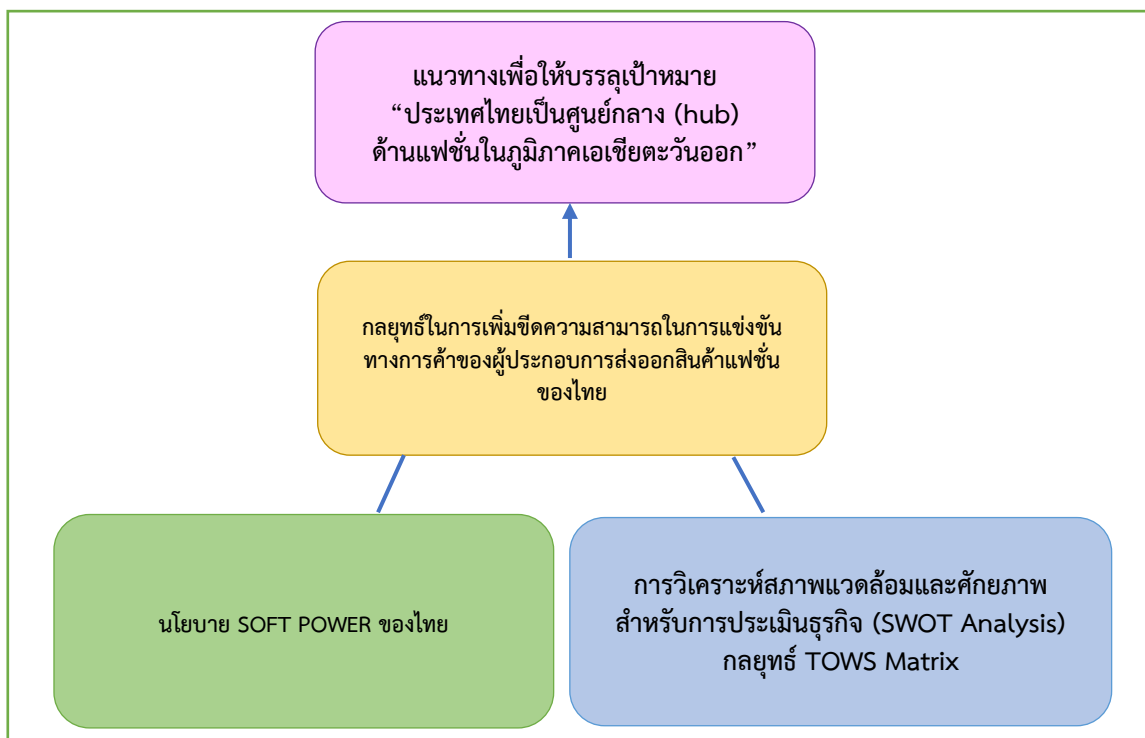 แนวทางเพื่อให้บรรลุเป้าหมาย
“ประเทศไทยเป็นศูนย์กลาง (hub)
ด้านแฟชั่นในภูมิภาคเอเชียตะวันออก”
กลยุทธ์ในการเพิ่มขีดความสามารถในการแข่งขัน
ทางการค้าของผู้ประกอบการส่งออกสินค้าแฟชั่น
ของไทย
นโยบาย SOFT POWER ของไทย
การวิเคราะห์สภาพแวดล้อมและศักยภาพ
สำหรับการประเมินธุรกิจ (SWOT Analysis)
กลยุทธ์ TOWS Matrix